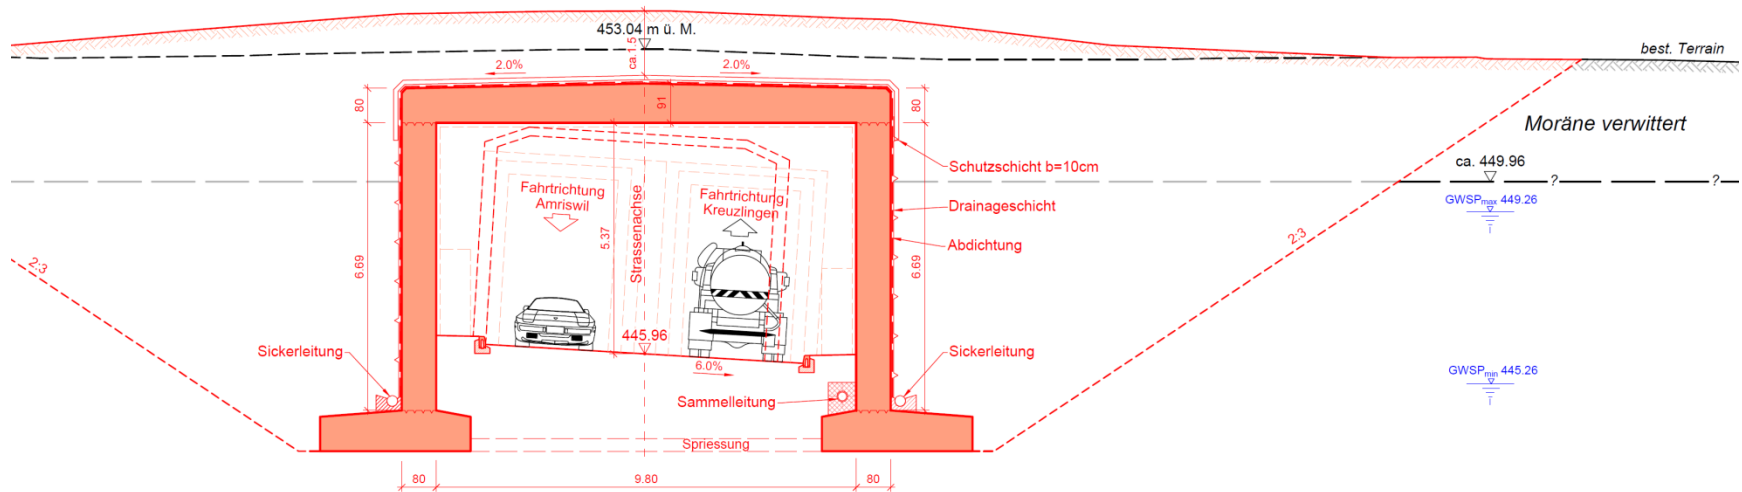 453.04 m ü. M.
ca.1.5
best. Terrain
2.0%
2.0%
80
91
80
Moräne verwittert
Schutzschicht b=10cm
ca. 449.96
?
?
Fahrtrichtung
Amriswil
Strassenachse
Fahrtrichtung
Kreuzlingen
GWSPmax 449.26
Drainageschicht
Abdichtung
2:3
2:3
6.69
5.37
6.69
445.96
Sickerleitung
Sickerleitung
6.0%
GWSPmin 445.26
Sammelleitung
Spriessung
80
9.80
80